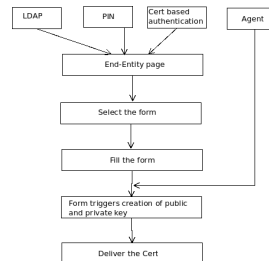 LDAP
PIN
Cert based
authentication
Agent
End-Entity page
Select the form
Fill the form
Form triggers creation of public
and private key
Deliver the Cert